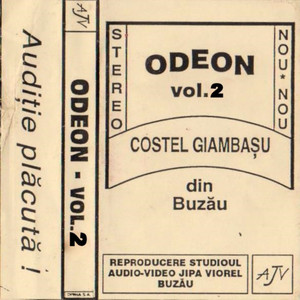 Audiție plăcută !
AJV
ODEON - VOL.2
STEREO
NOU * NOU
ODEON
vol.2
COSTEL GIAMBAȘU
din
Buzău
REPRODUCERE STUDIOUL
AUDIO-VIDEO JIPA VIOREL
BUZĂU
AJV